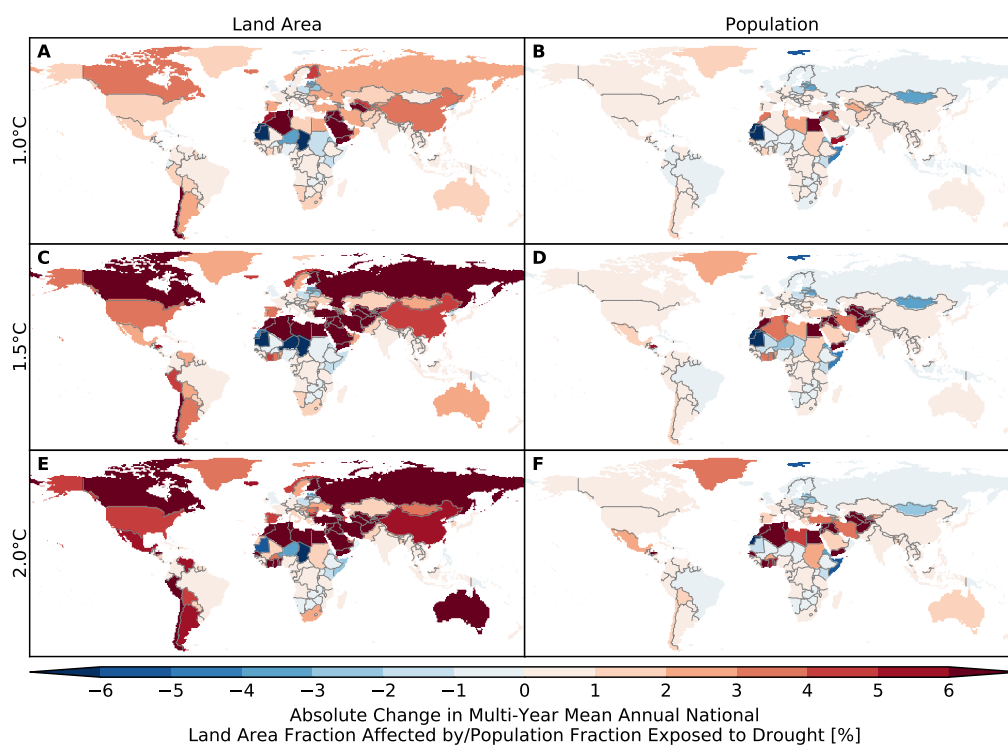 Land Area
Population
A
B
1.0°C
C
D
1.5°C
E
F
2.0°C
−6 −5 −4 −3 −2 −1 0 1 2 3 4 5 6
Absolute Change in Multi-Year Mean Annual National
Land Area Fraction Affected by/Population Fraction Exposed to Drought [%]